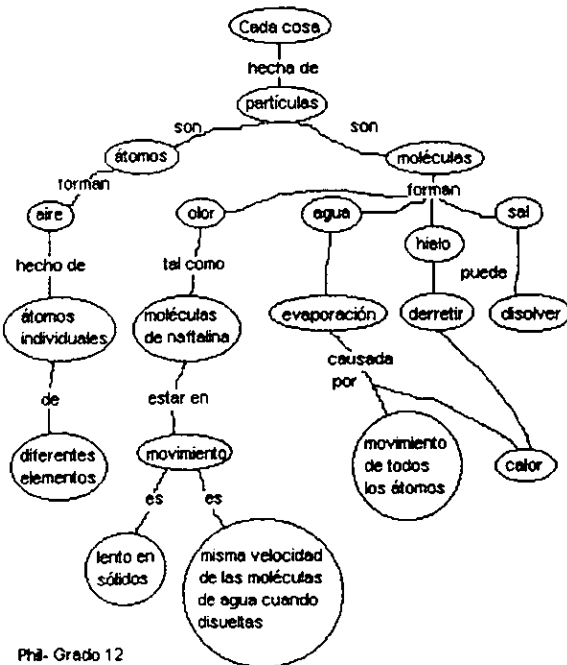 Cada cosa
hecha de
partículas
son
son
átomos
moléculas
forman
forman
aire
olor
agua
sal
hielo
hecho de
tal como
puede
átomos
individuales
moléculas
de naftalina
evaporación
derretir
disolver
causada
por
de
estar en
diferentes
elementos
movimiento
movimiento
de todos
los átomos
calor
es
es
lento en
sólidos
misma velocidad
de las moléculas
de agua cuando
disueltas
Phil- Grado 12